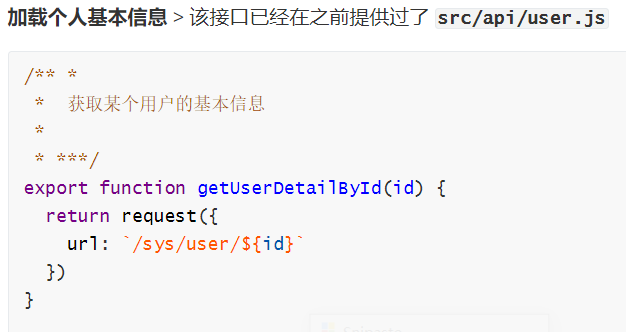 加载个人基本信息 > 该接口已经在之前提供过了 src/api/user.js
/** *
 *  获取某个用户的基本信息
 *
 * ***/
export function getUserDetailById(id) {
  return request({
    url: `/sys/user/${id}`
  })
}